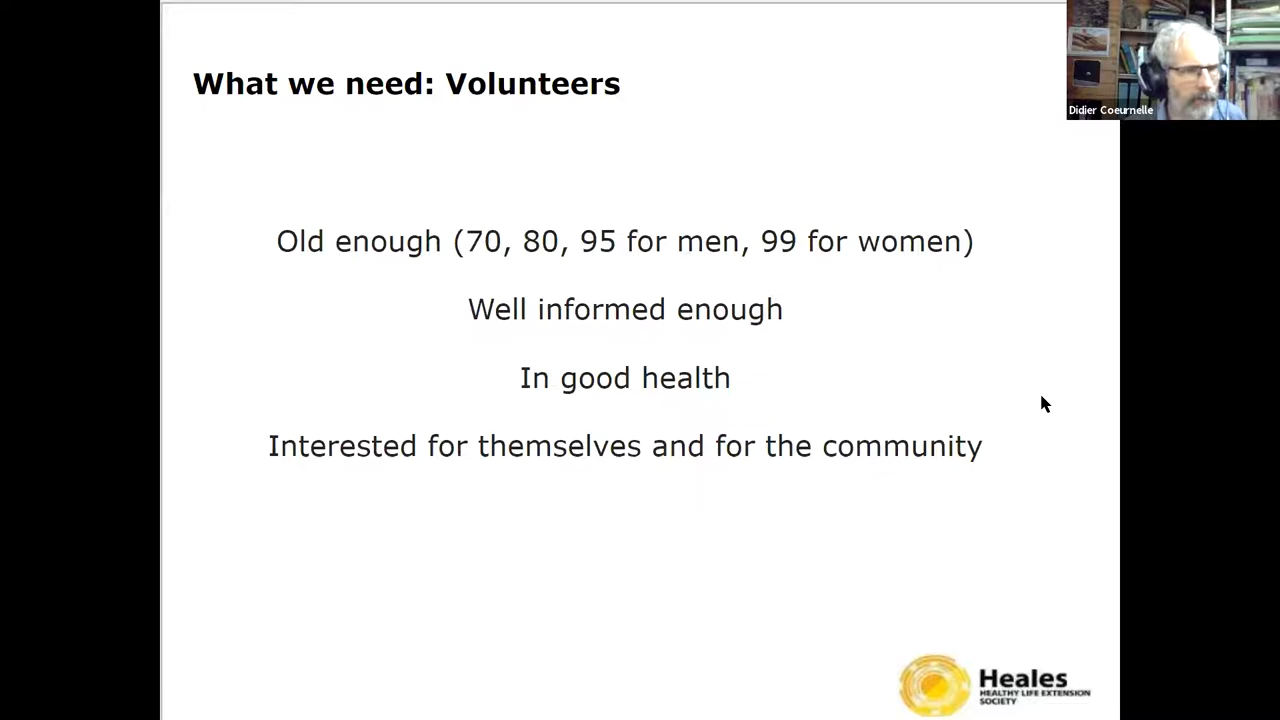 What we need: Volunteers
Didier Coeurnelle
Old enough (70, 80, 95 for men, 99 for women)
Well informed enough
In good health
Interested for themselves and for the community
Heales
HEALTHY LIFE EXTENSION
SOCIETY